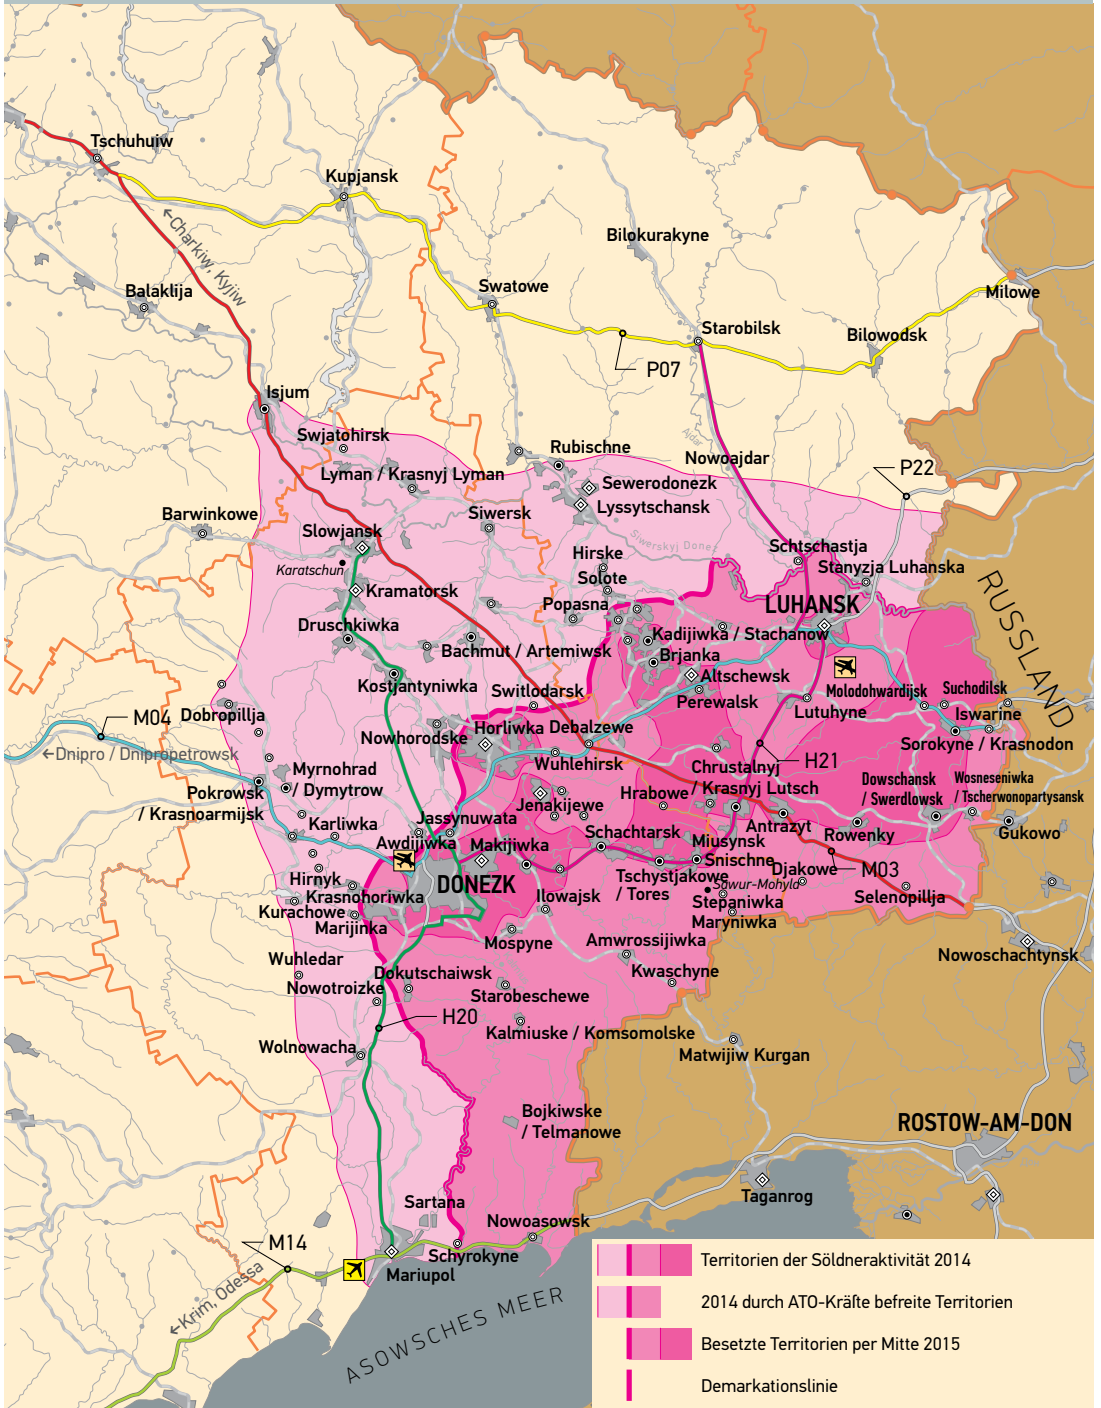 Tschuhuiw
Kupjansk
←Charkiw, Kyjiw
Bilokurakyne
Balaklija
Swatowe
Milowe
Starobilsk
Bilowodsk
P07
Isjum
Swjatohirsk
Rubischne
Nowoajdar
Ajdar
P22
Lyman / Krasnyj Lyman
Sewerodonezk
Lyssytschansk
Barwinkowe
Siwersk
Slowjansk
Siwerskyj Donez
Schtschastja
Hirske
Karatschun
Stanyzja Luhanska
Solote
Kramatorsk
Popasna
LUHANSK
RUSSLAND
Druschkiwka
Kadijiwka / Stachanow
Bachmut / Artemiwsk
Brjanka
Altschewsk
Kostjantyniwka
Switlodarsk
Perewalsk
Molodohwardijsk
Suchodilsk
Lutuhyne
Iswarine
M04
Dobropillja
Horliwka
Debalzewe
Nowhorodske
Sorokyne / Krasnodon
←Dnipro / Dnipropetrowsk
Wuhlehirsk
H21
Chrustalnyj
/ Krasnyj Lutsch
Myrnohrad
/ Dymytrow
Dowschansk
/ Swerdlowsk
Wosneseniwka
/ Tscherwonopartysansk
Pokrowsk
/ Krasnoarmijsk
Hrabowe
Jenakijewe
Karliwka
Jassynuwata
Antrazyt
Rowenky
Gukowo
Schachtarsk
Awdijiwka
Makijiwka
Miusynsk
Snischne
Djakowe
M03
Hirnyk
DONEZK
Tschystjakowe
/ Tores
Sawur-Mohyla
Krasnohoriwka
Ilowajsk
Stepaniwka
Selenopillja
Kurachowe
Marijinka
Maryniwka
Mospyne
Amwrossijiwka
Nowoschachtynsk
Wuhledar
Dokutschaiwsk
Kwaschyne
Nowotroizke
Starobeschewe
H20
Kalmiuske / Komsomolske
Wolnowacha
Matwijiw Kurgan
Bojkiwske
/ Telmanowe
ROSTOW-AM-DON
Taganrog
Sartana
Nowoasowsk
M14
Schyrokyne
Mariupol
←Krim, Odessa
ASOWSCHES MEER
Territorien der Söldneraktivität 2014
2014 durch ATO-Kräfte befreite Territorien
Besetzte Territorien per Mitte 2015
Demarkationslinie